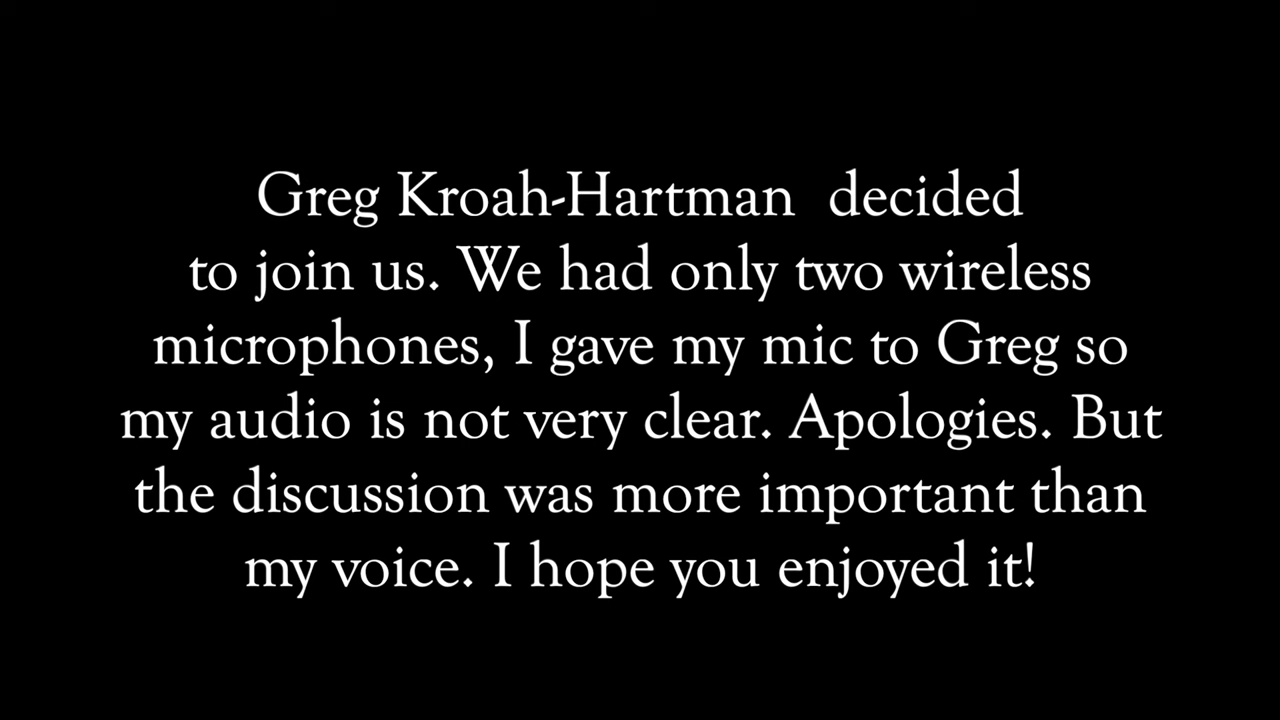 Greg Kroah-Hartman  decided
to join us. We had only two wireless
microphones, I gave my mic to Greg so
my audio is not very clear. Apologies. But
the discussion was more important than
my voice. I hope you enjoyed it!